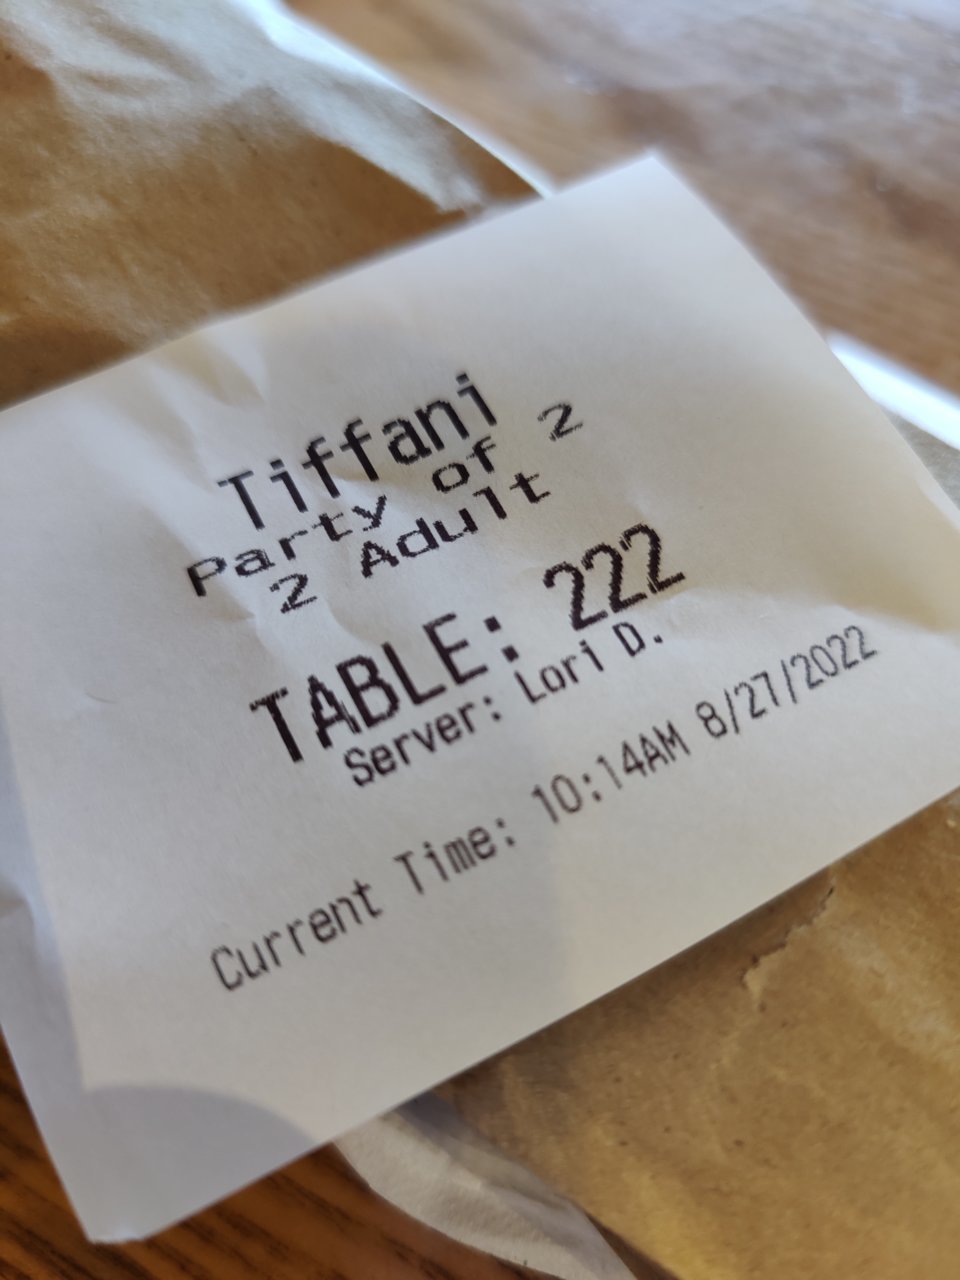 Tiffani
Party of 2
2 Adult
TABLE: 222
Server: Lori D.
Current Time: 10:14AM 8/27/2022